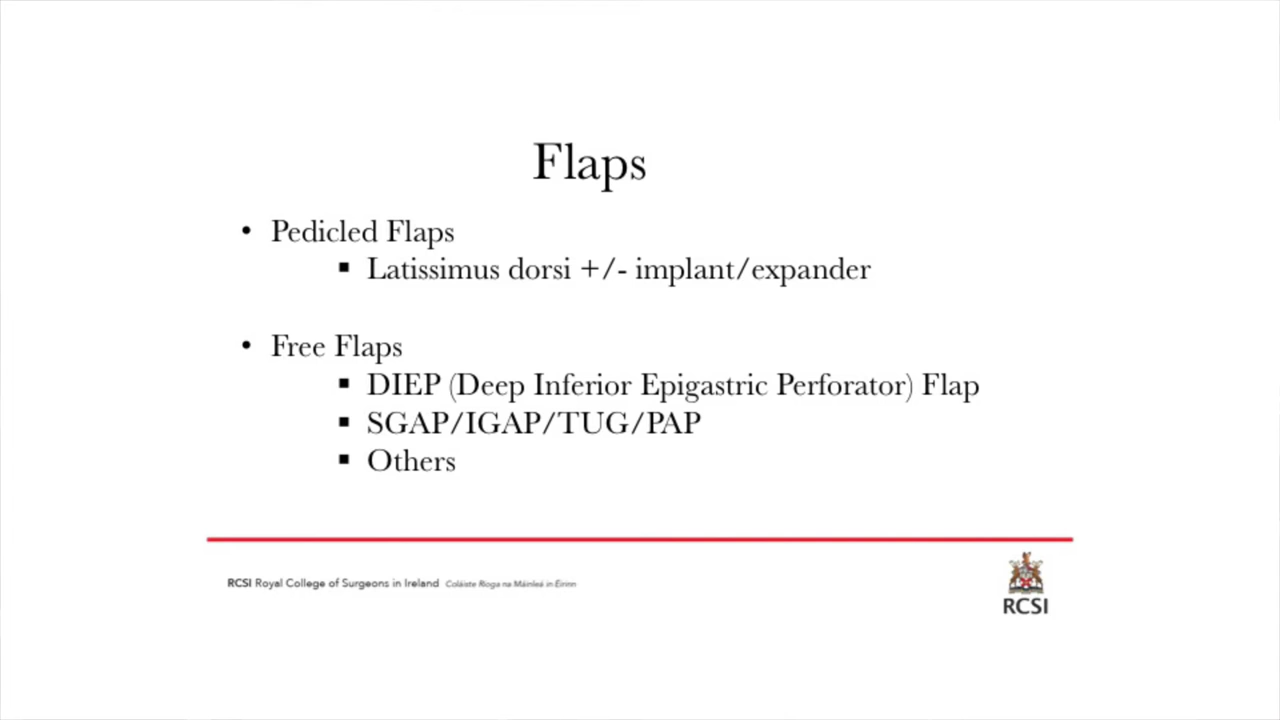 Flaps
• Pedicled Flaps
▪ Latissimus dorsi +/- implant/expander
• Free Flaps
▪ DIEP (Deep Inferior Epigastric Perforator) Flap
▪ SGAP/IGAP/TUG/PAP
▪ Others
RCSI Royal College of Surgeons in Ireland Coláiste Ríoga na Máinleá in Éirinn
RCSI